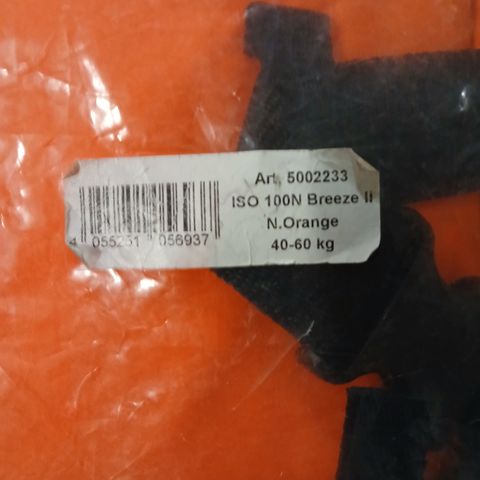 Art. 5002233
ISO 100N Breeze II
N.Orange
40-60 kg
4 055251 056937